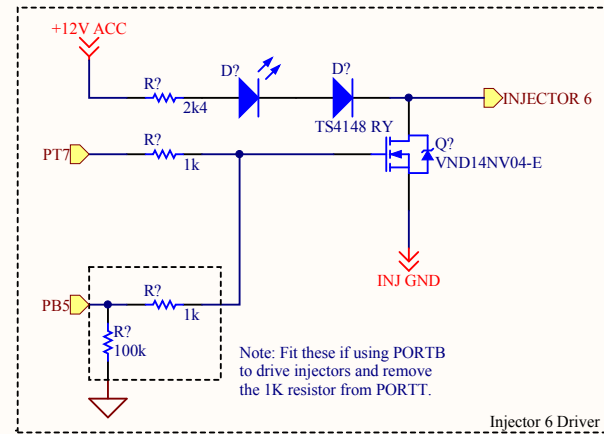 +12V ACC
D?
D?
R?
2k4
INJECTOR 6
TS4148 RY
PT7
R?
1k
Q?
VND14NV04-E
INJ GND
PB5
R?
1k
R?
100k
Note: Fit these if using PORTB
to drive injectors and remove
the 1K resistor from PORTT.
Injector 6 Driver